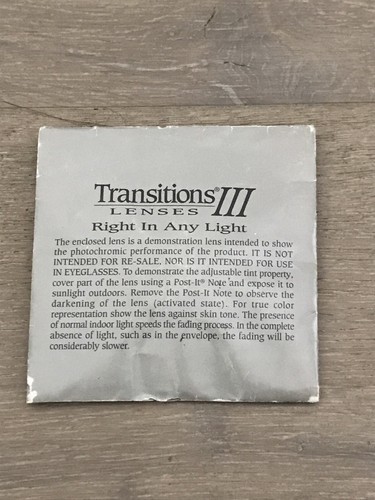 Transitions® III
LENSES
Right In Any Light
The enclosed lens is a demonstration lens intended to show
the photochromic performance of the product. IT IS NOT
INTENDED FOR RE-SALE, NOR IS IT INTENDED FOR USE
IN EYEGLASSES. To demonstrate the adjustable tint property,
cover part of the lens using a Post-It® Note and expose it to
sunlight outdoors. Remove the Post-It Note to observe the
darkening of the lens (activated state). For true color
representation show the lens against skin tone. The presence
of normal indoor light speeds the fading process. In the complete
absence of light, such as in the envelope, the fading will be
considerably slower.